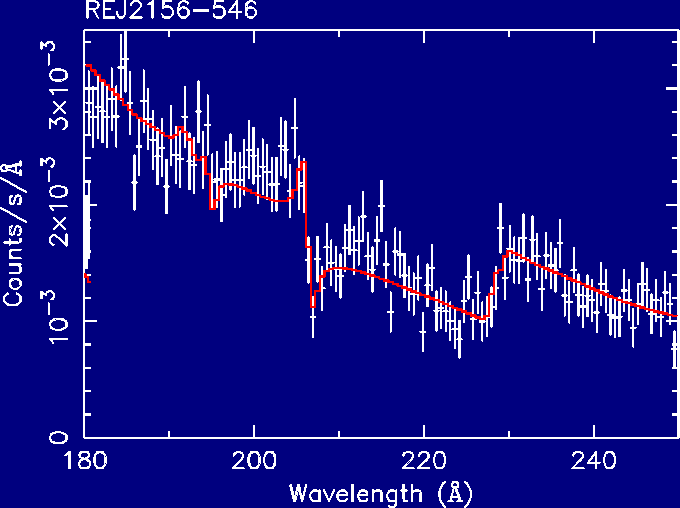 REJ2156-546
Counts/s/Å
3×10⁻³
2×10⁻³
10⁻³
0
180 200 220 240
Wavelength (Å)